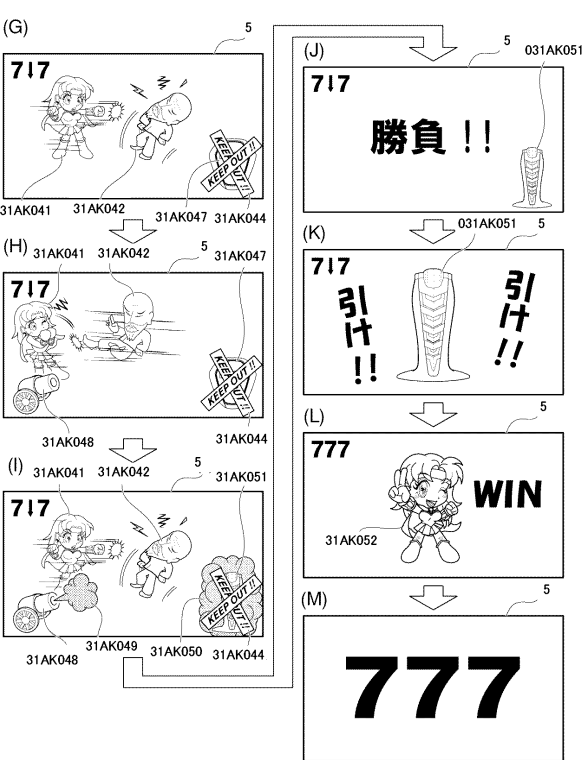 (G)
5
7↓7
31AK041
31AK042
31AK047
31AK044
KEEP OUT!!
KEEP OUT!!
(H)
31AK041
31AK042
5
31AK047
7↓7
KEEP OUT!!
KEEP OUT!!
31AK048
31AK044
(I)
31AK041
31AK042
5
31AK051
7↓7
KEEP OUT!!
KEEP OUT!!
31AK048
31AK049
31AK050
31AK044
(J)
5
031AK051
7↓7
勝負!!
(K)
031AK051
5
7↓7
引け!!
引け!!
(L)
5
777
WIN
31AK052
(M)
5
777